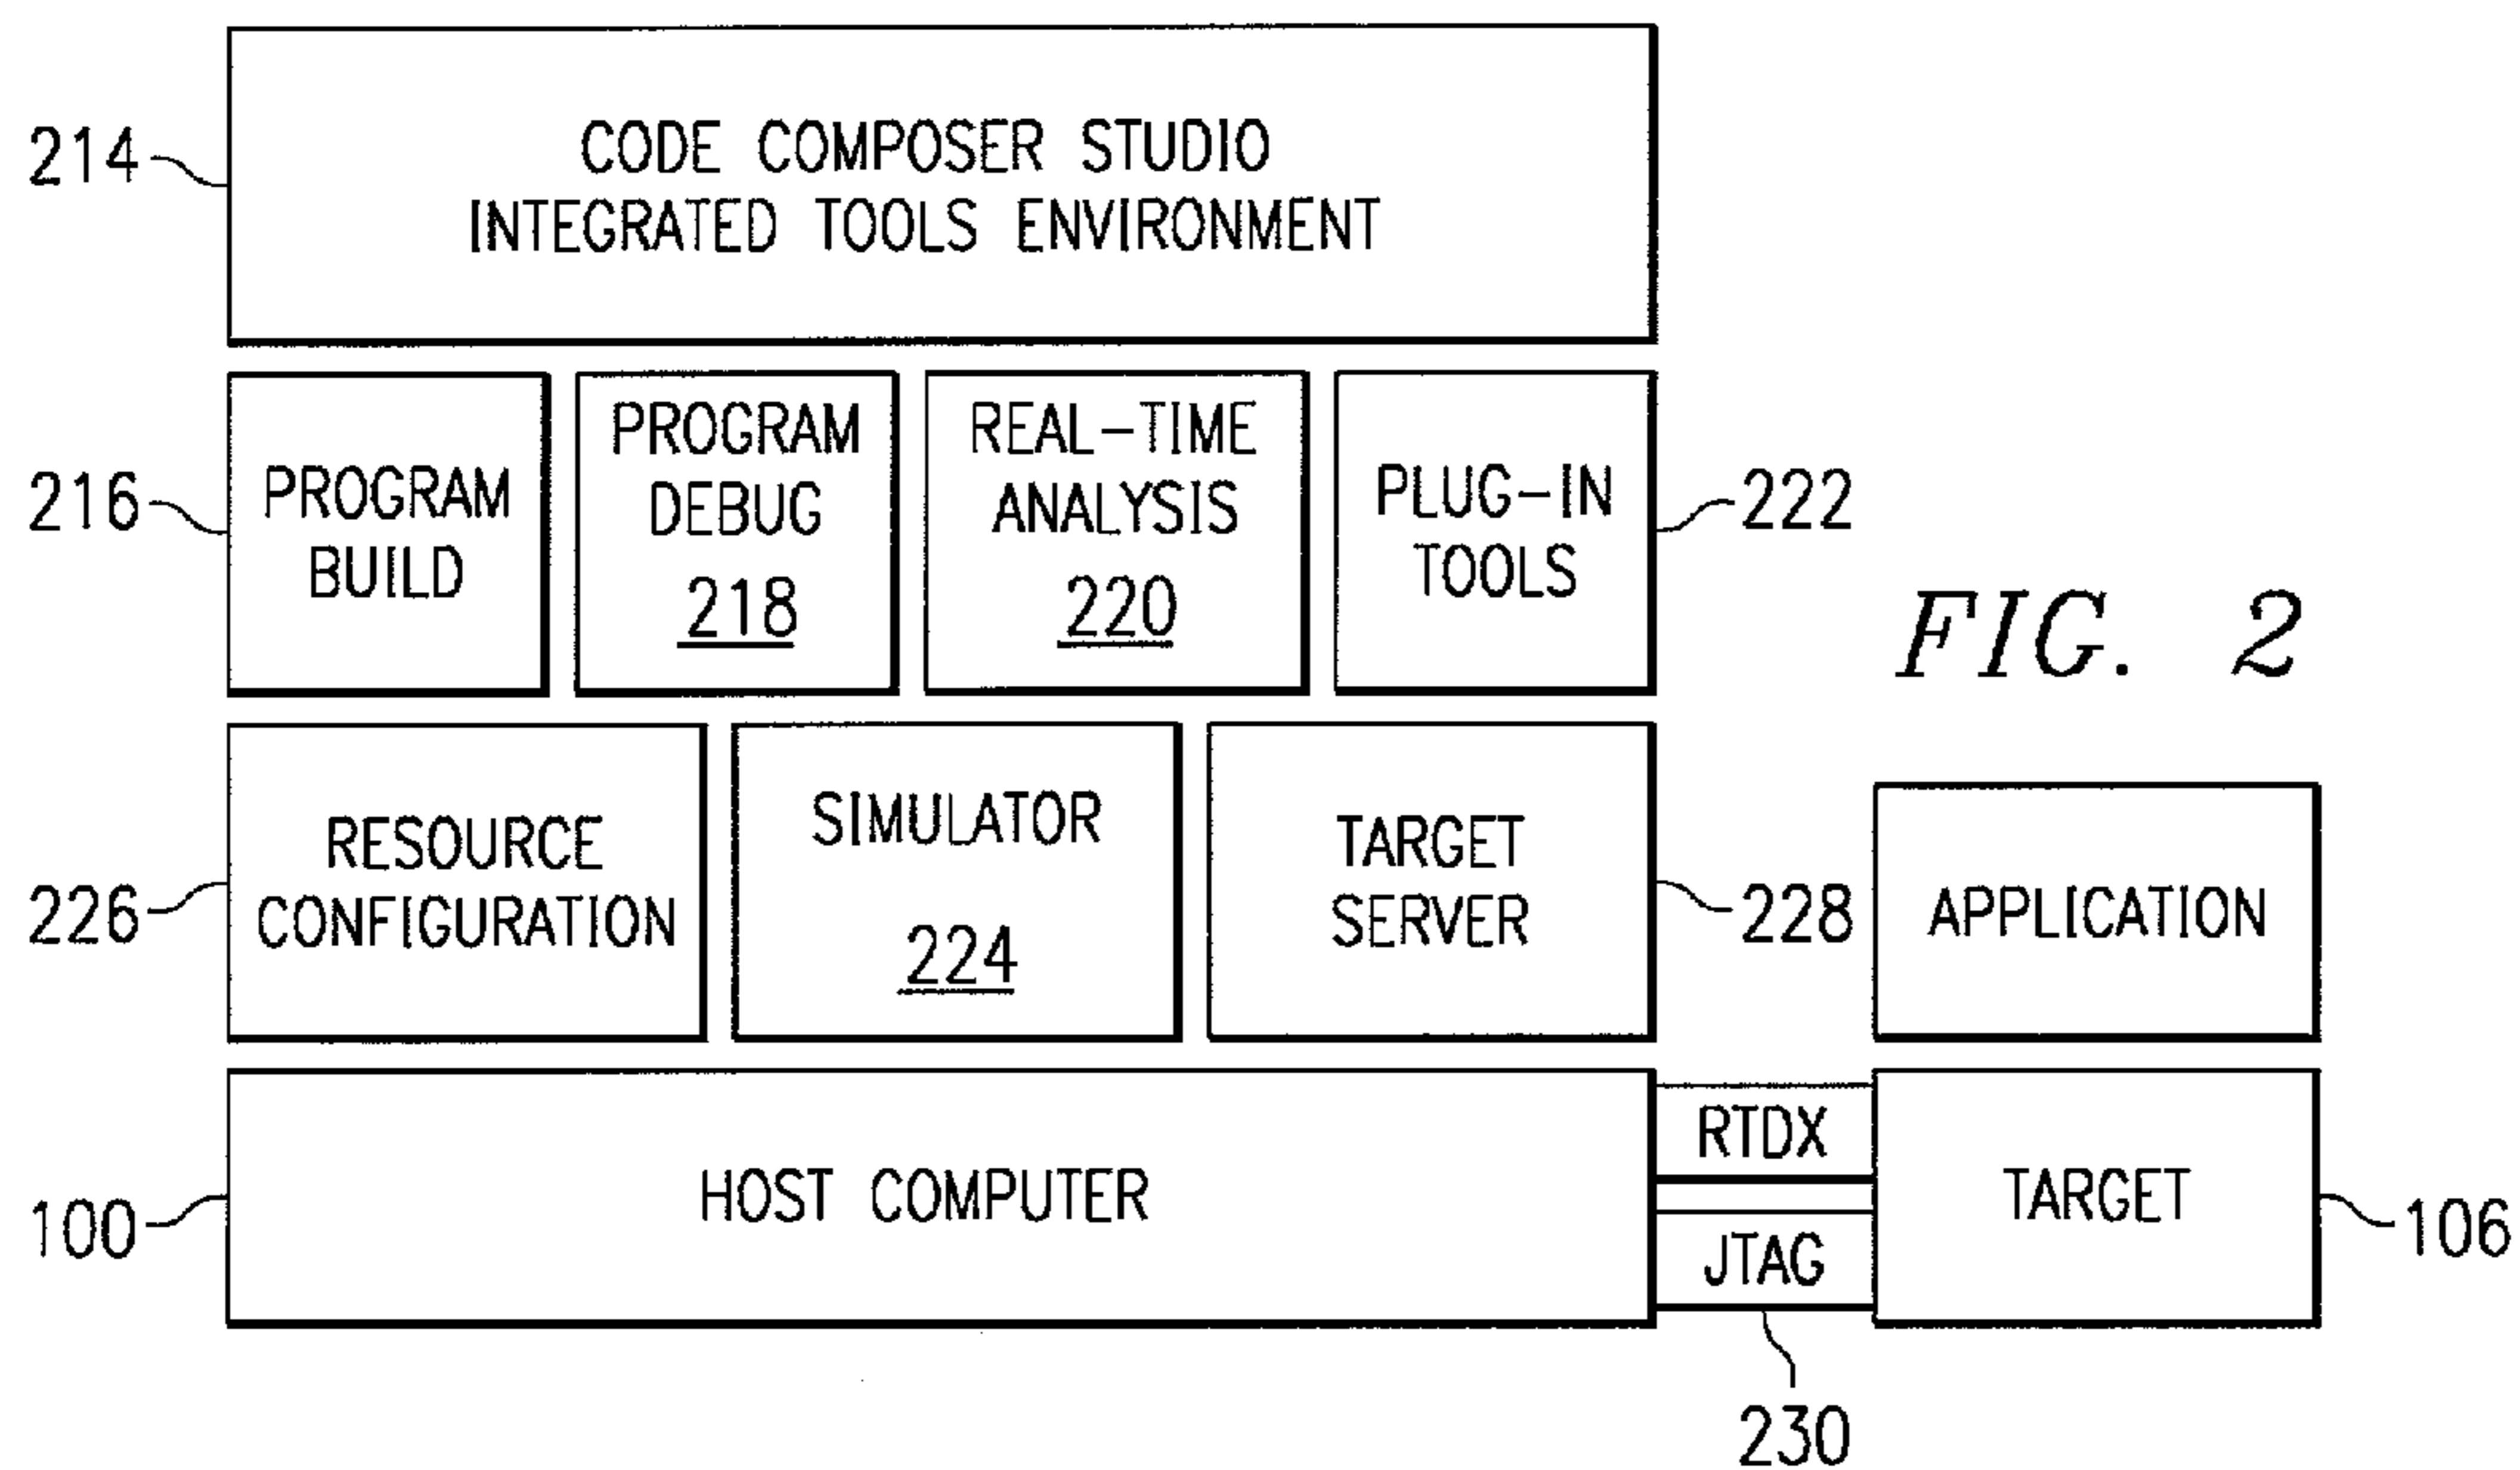 214
CODE COMPOSER STUDIO
INTEGRATED TOOLS ENVIRONMENT
216
PROGRAM
BUILD
PROGRAM
DEBUG
218
REAL-TIME
ANALYSIS
220
PLUG-IN
TOOLS
222
FIG. 2
226
RESOURCE
CONFIGURATION
SIMULATOR
224
TARGET
SERVER
228
APPLICATION
100
HOST COMPUTER
RTDX
JTAG
TARGET
106
230